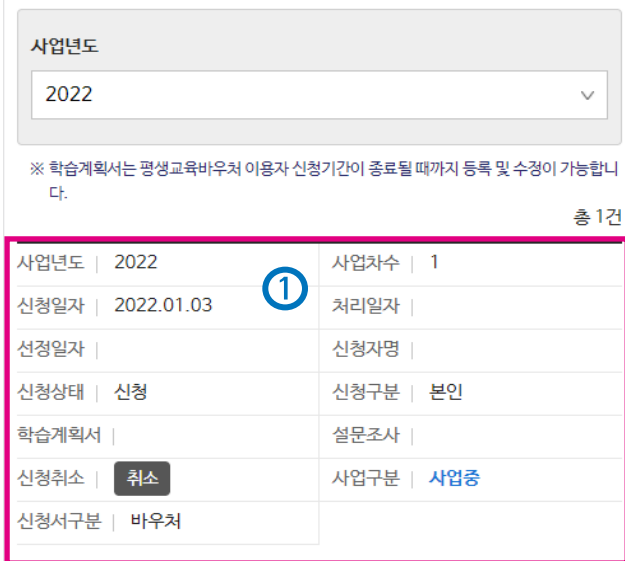 사업년도
2022
※ 학습계획서는 평생교육바우처 이용자 신청기간이 종료될 때까지 등록 및 수정이 가능합니
다.
총 1건
사업년도 | 2022 사업차수 | 1
①
신청일자 | 2022.01.03 처리일자 |
선정일자 | 신청자명 |
신청상태 | 신청 신청구분 | 본인
학습계획서 | 설문조사 |
신청취소 | 취소 사업구분 | 사업중
신청서구분 | 바우처